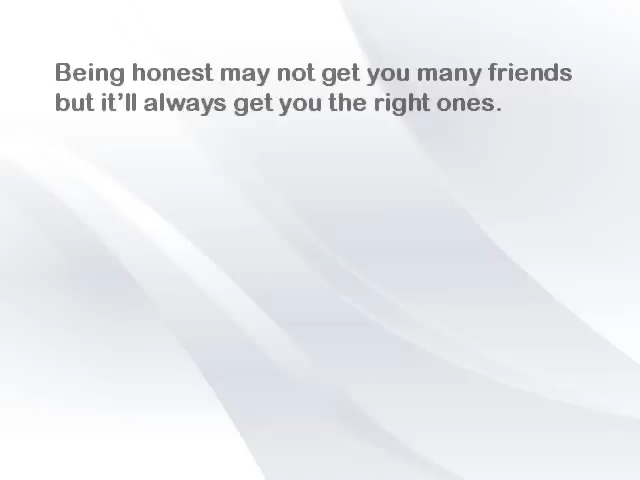 Being honest may not get you many friends
but it’ll always get you the right ones.